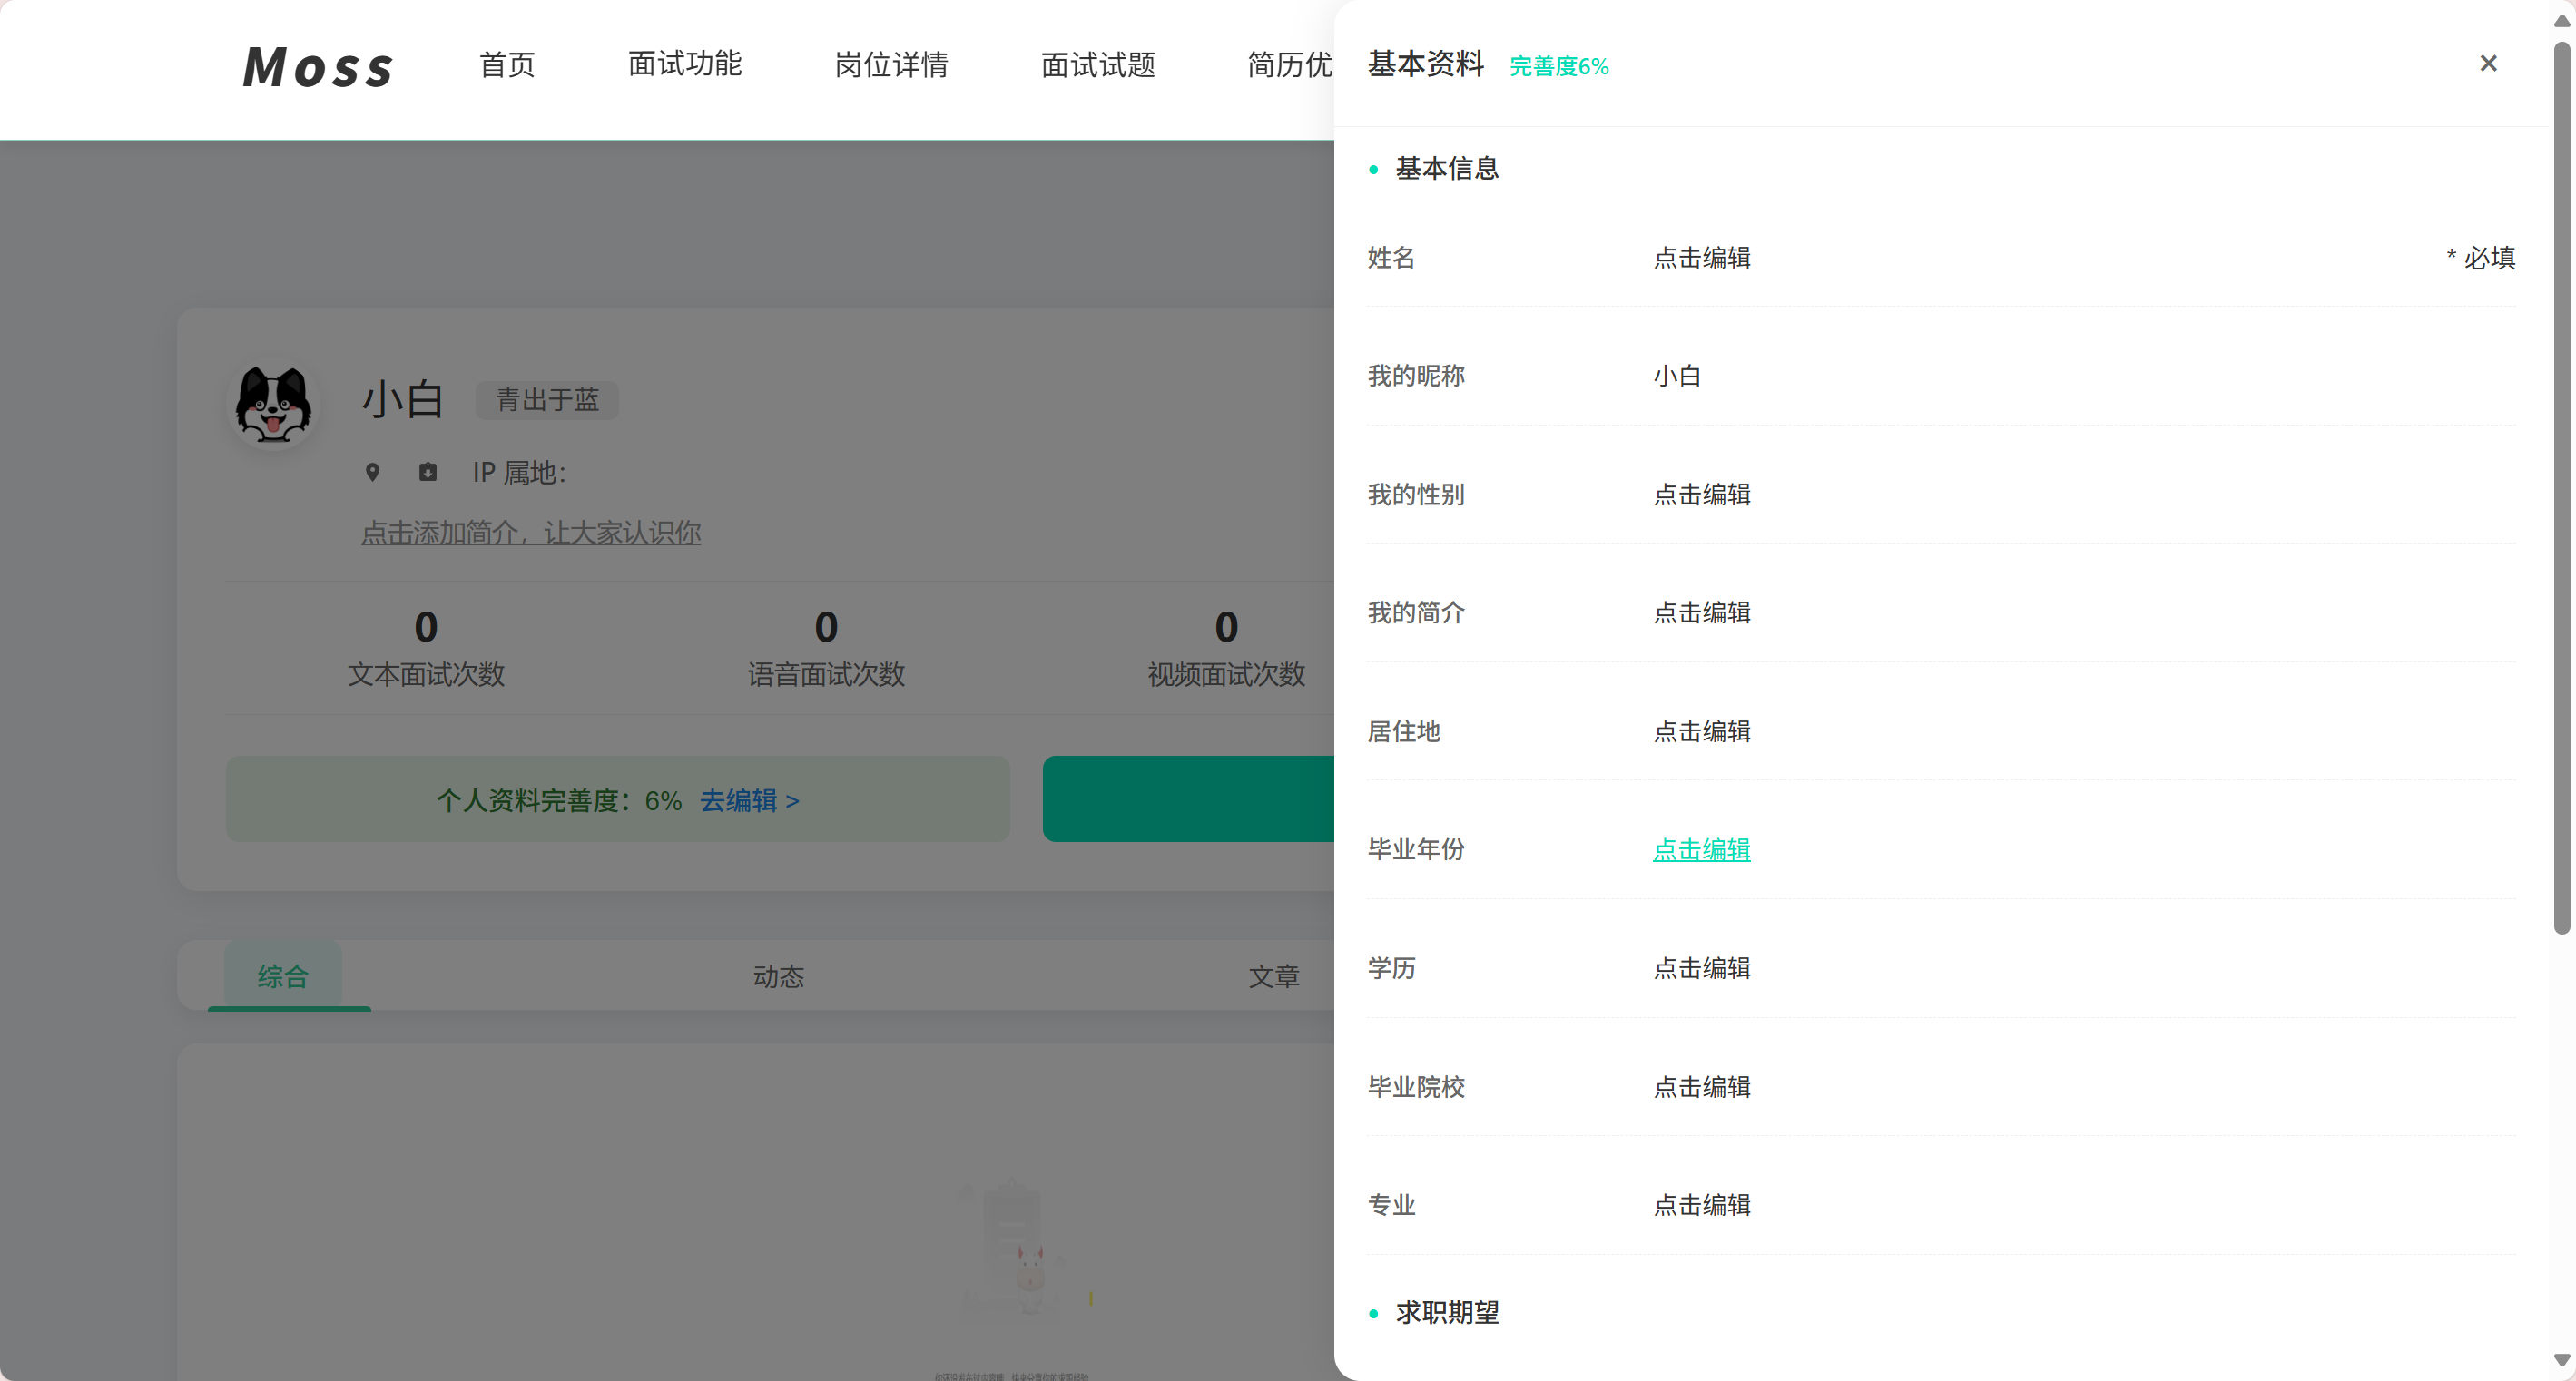 Moss 首页 面试功能 岗位详情 面试试题 简历优
小白 青出于蓝
IP 属地:
点击添加简介，让大家认识你
0 0 0
文本面试次数 语音面试次数 视频面试次数
个人资料完善度：6% 去编辑 >
综合 动态 文章
基本资料 完善度6% ×
基本信息
姓名 点击编辑 * 必填
我的昵称 小白
我的性别 点击编辑
我的简介 点击编辑
居住地 点击编辑
毕业年份 点击编辑
学历 点击编辑
毕业院校 点击编辑
专业 点击编辑
求职期望